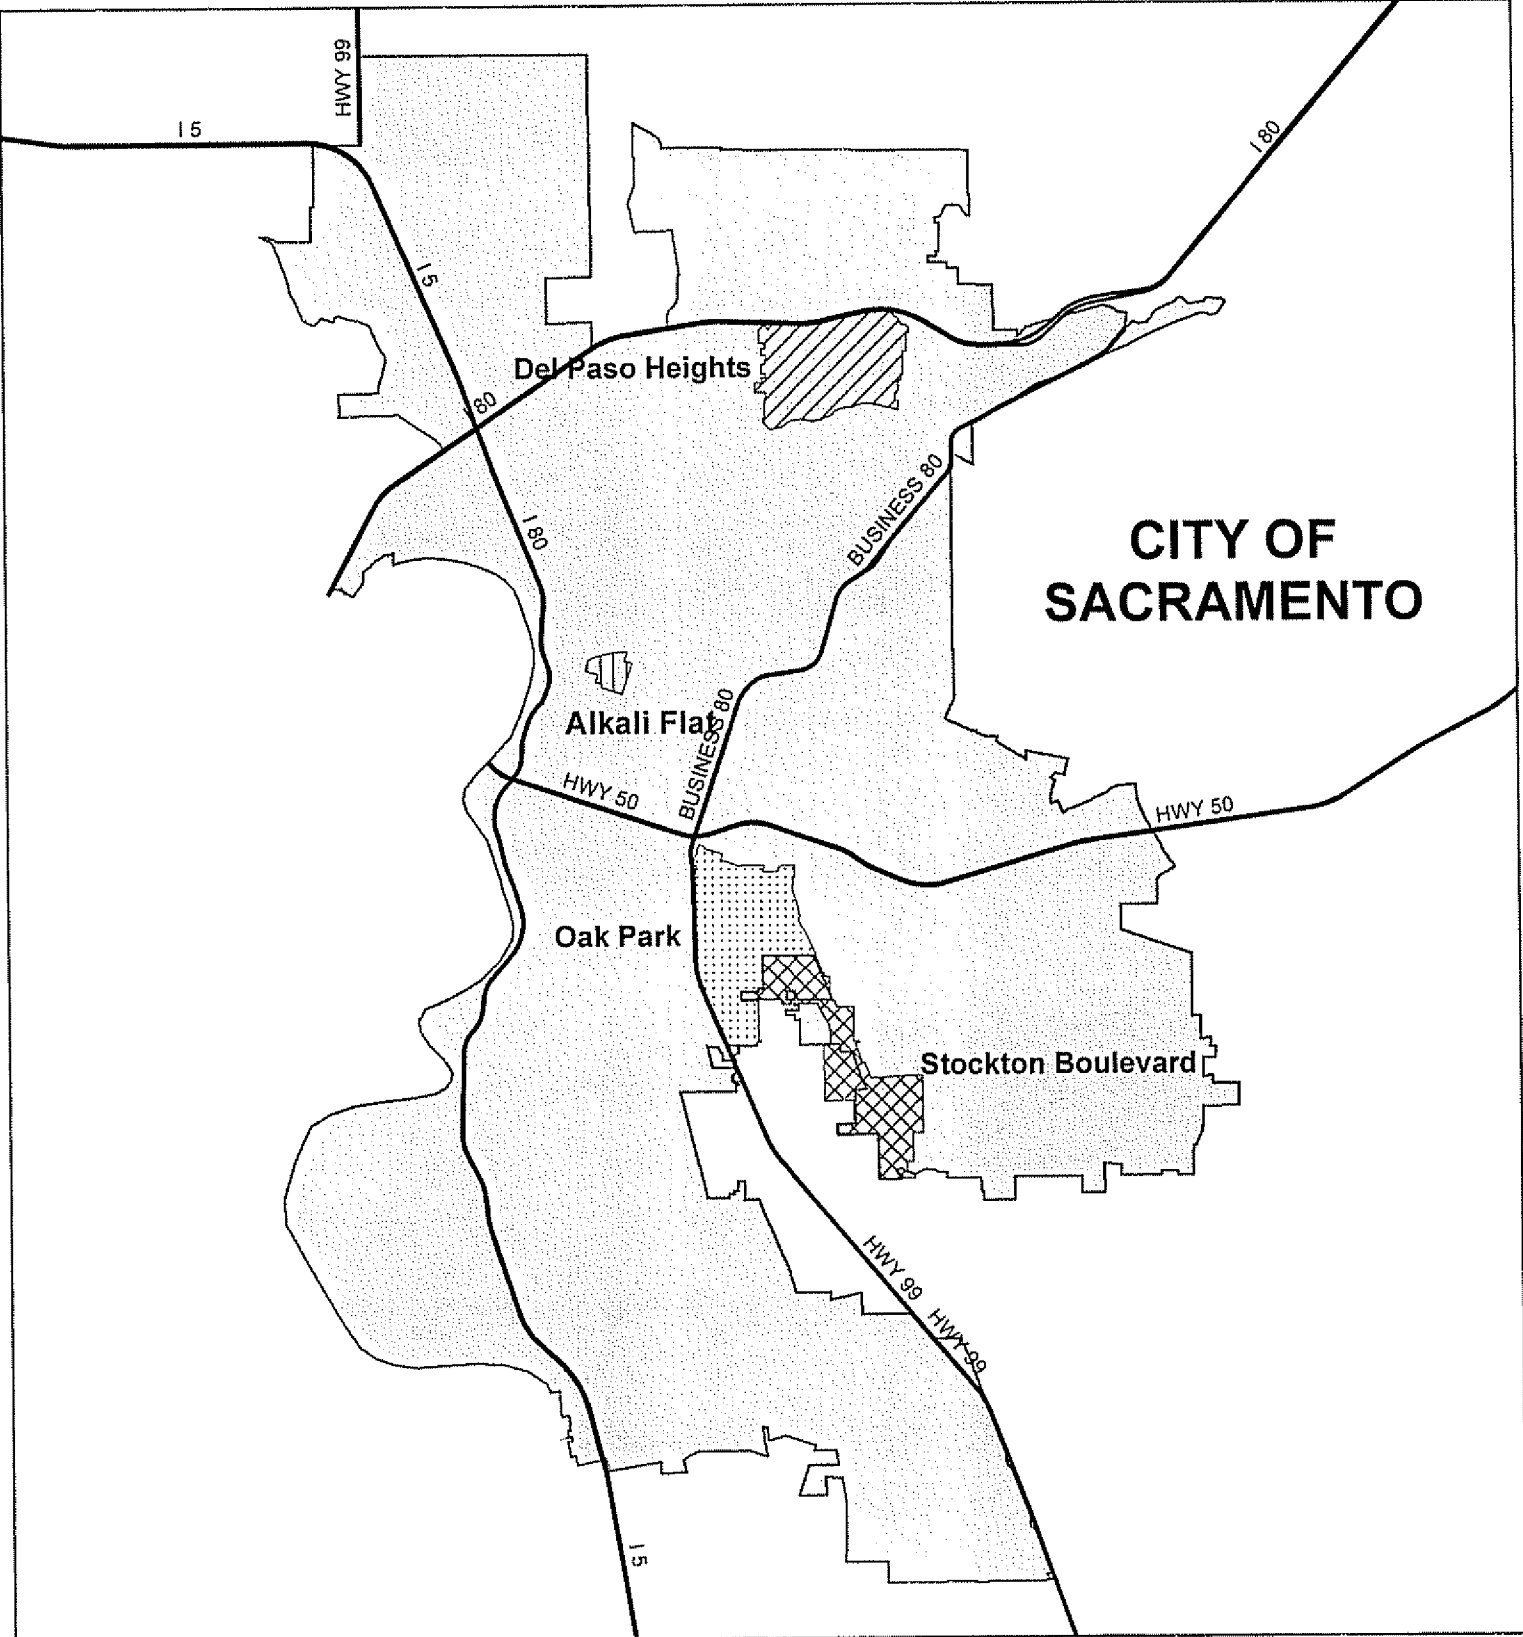 HWY 99
I 5
I 80
I 5
Del Paso Heights
I 80
BUSINESS 80
I 80
CITY OF
SACRAMENTO
Alkali Flat
BUSINESS 80
HWY 50
HWY 50
Oak Park
Stockton Boulevard
HWY 99
HWY 99
I 5